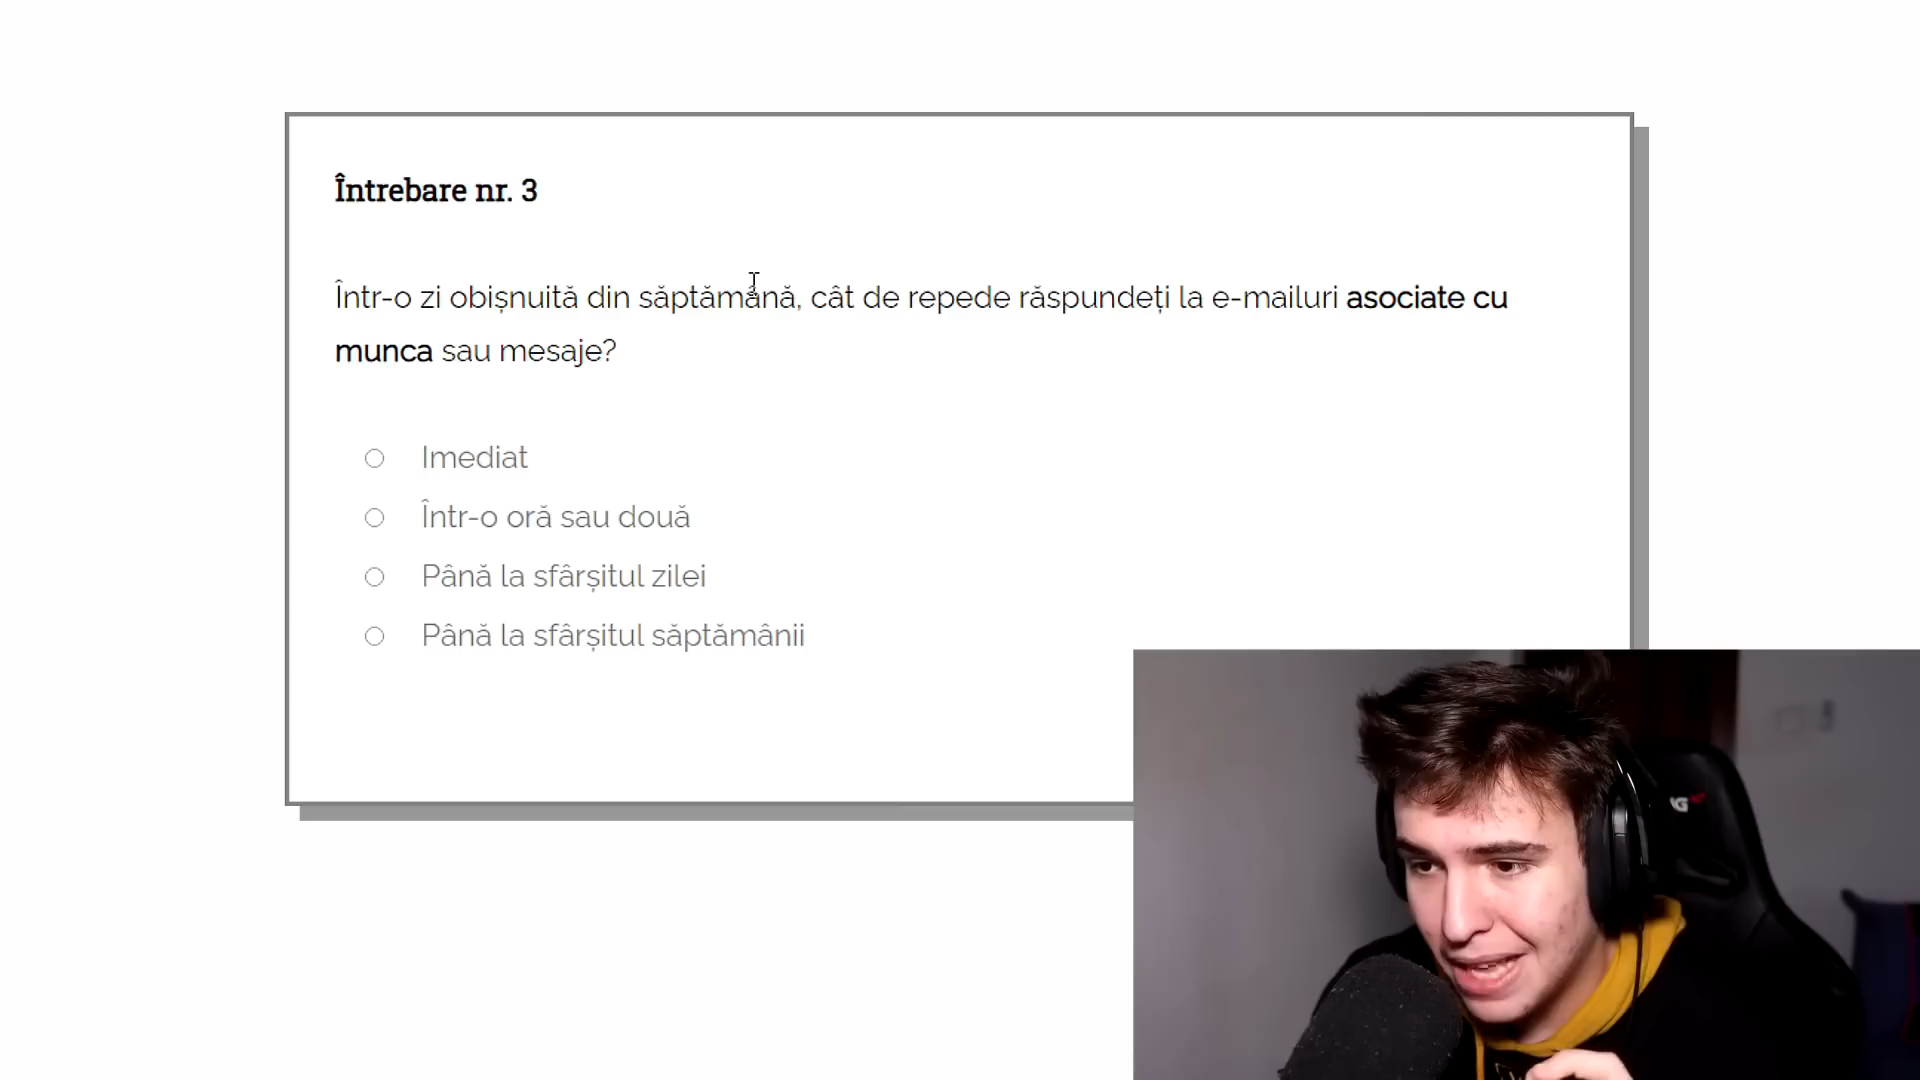 Întrebare nr. 3
Într-o zi obișnuită din săptămână, cât de repede răspundeți la e-mailuri asociate cu
munca sau mesaje?
Imediat
Într-o oră sau două
Până la sfârșitul zilei
Până la sfârșitul săptămânii